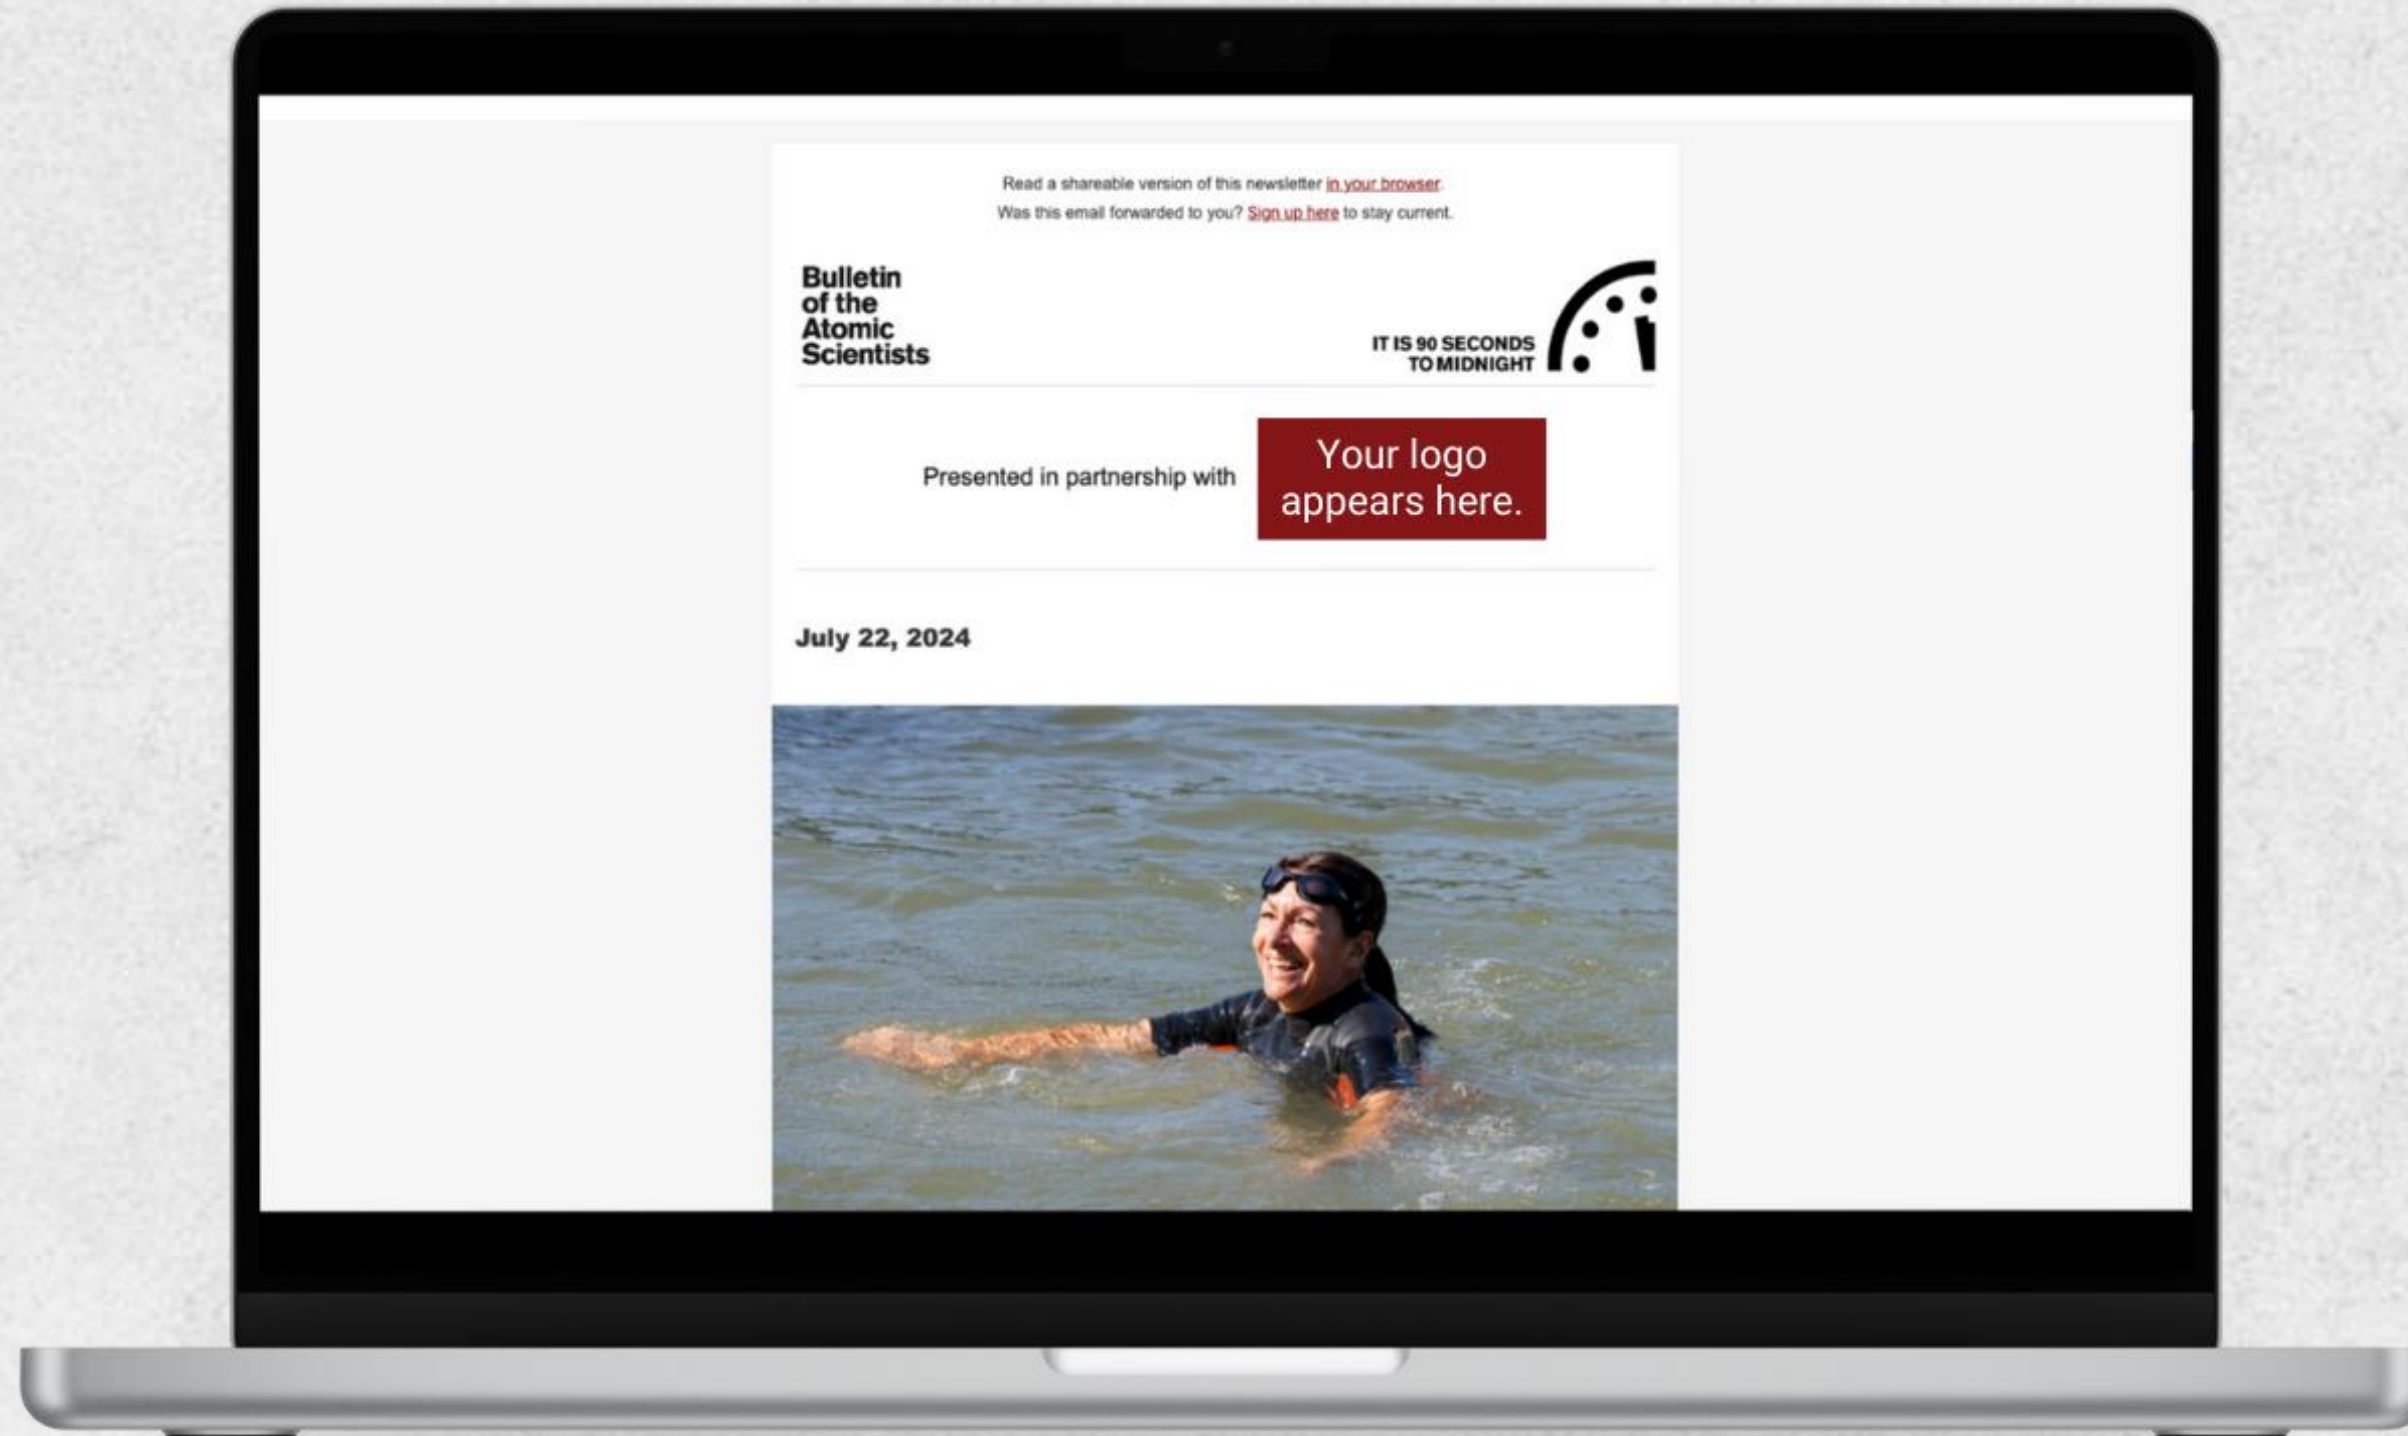 Read a shareable version of this newsletter in your browser.
Was this email forwarded to you? Sign up here to stay current.
Bulletin
of the
Atomic
Scientists
IT IS 90 SECONDS
TO MIDNIGHT
Presented in partnership with
Your logo
appears here.
July 22, 2024